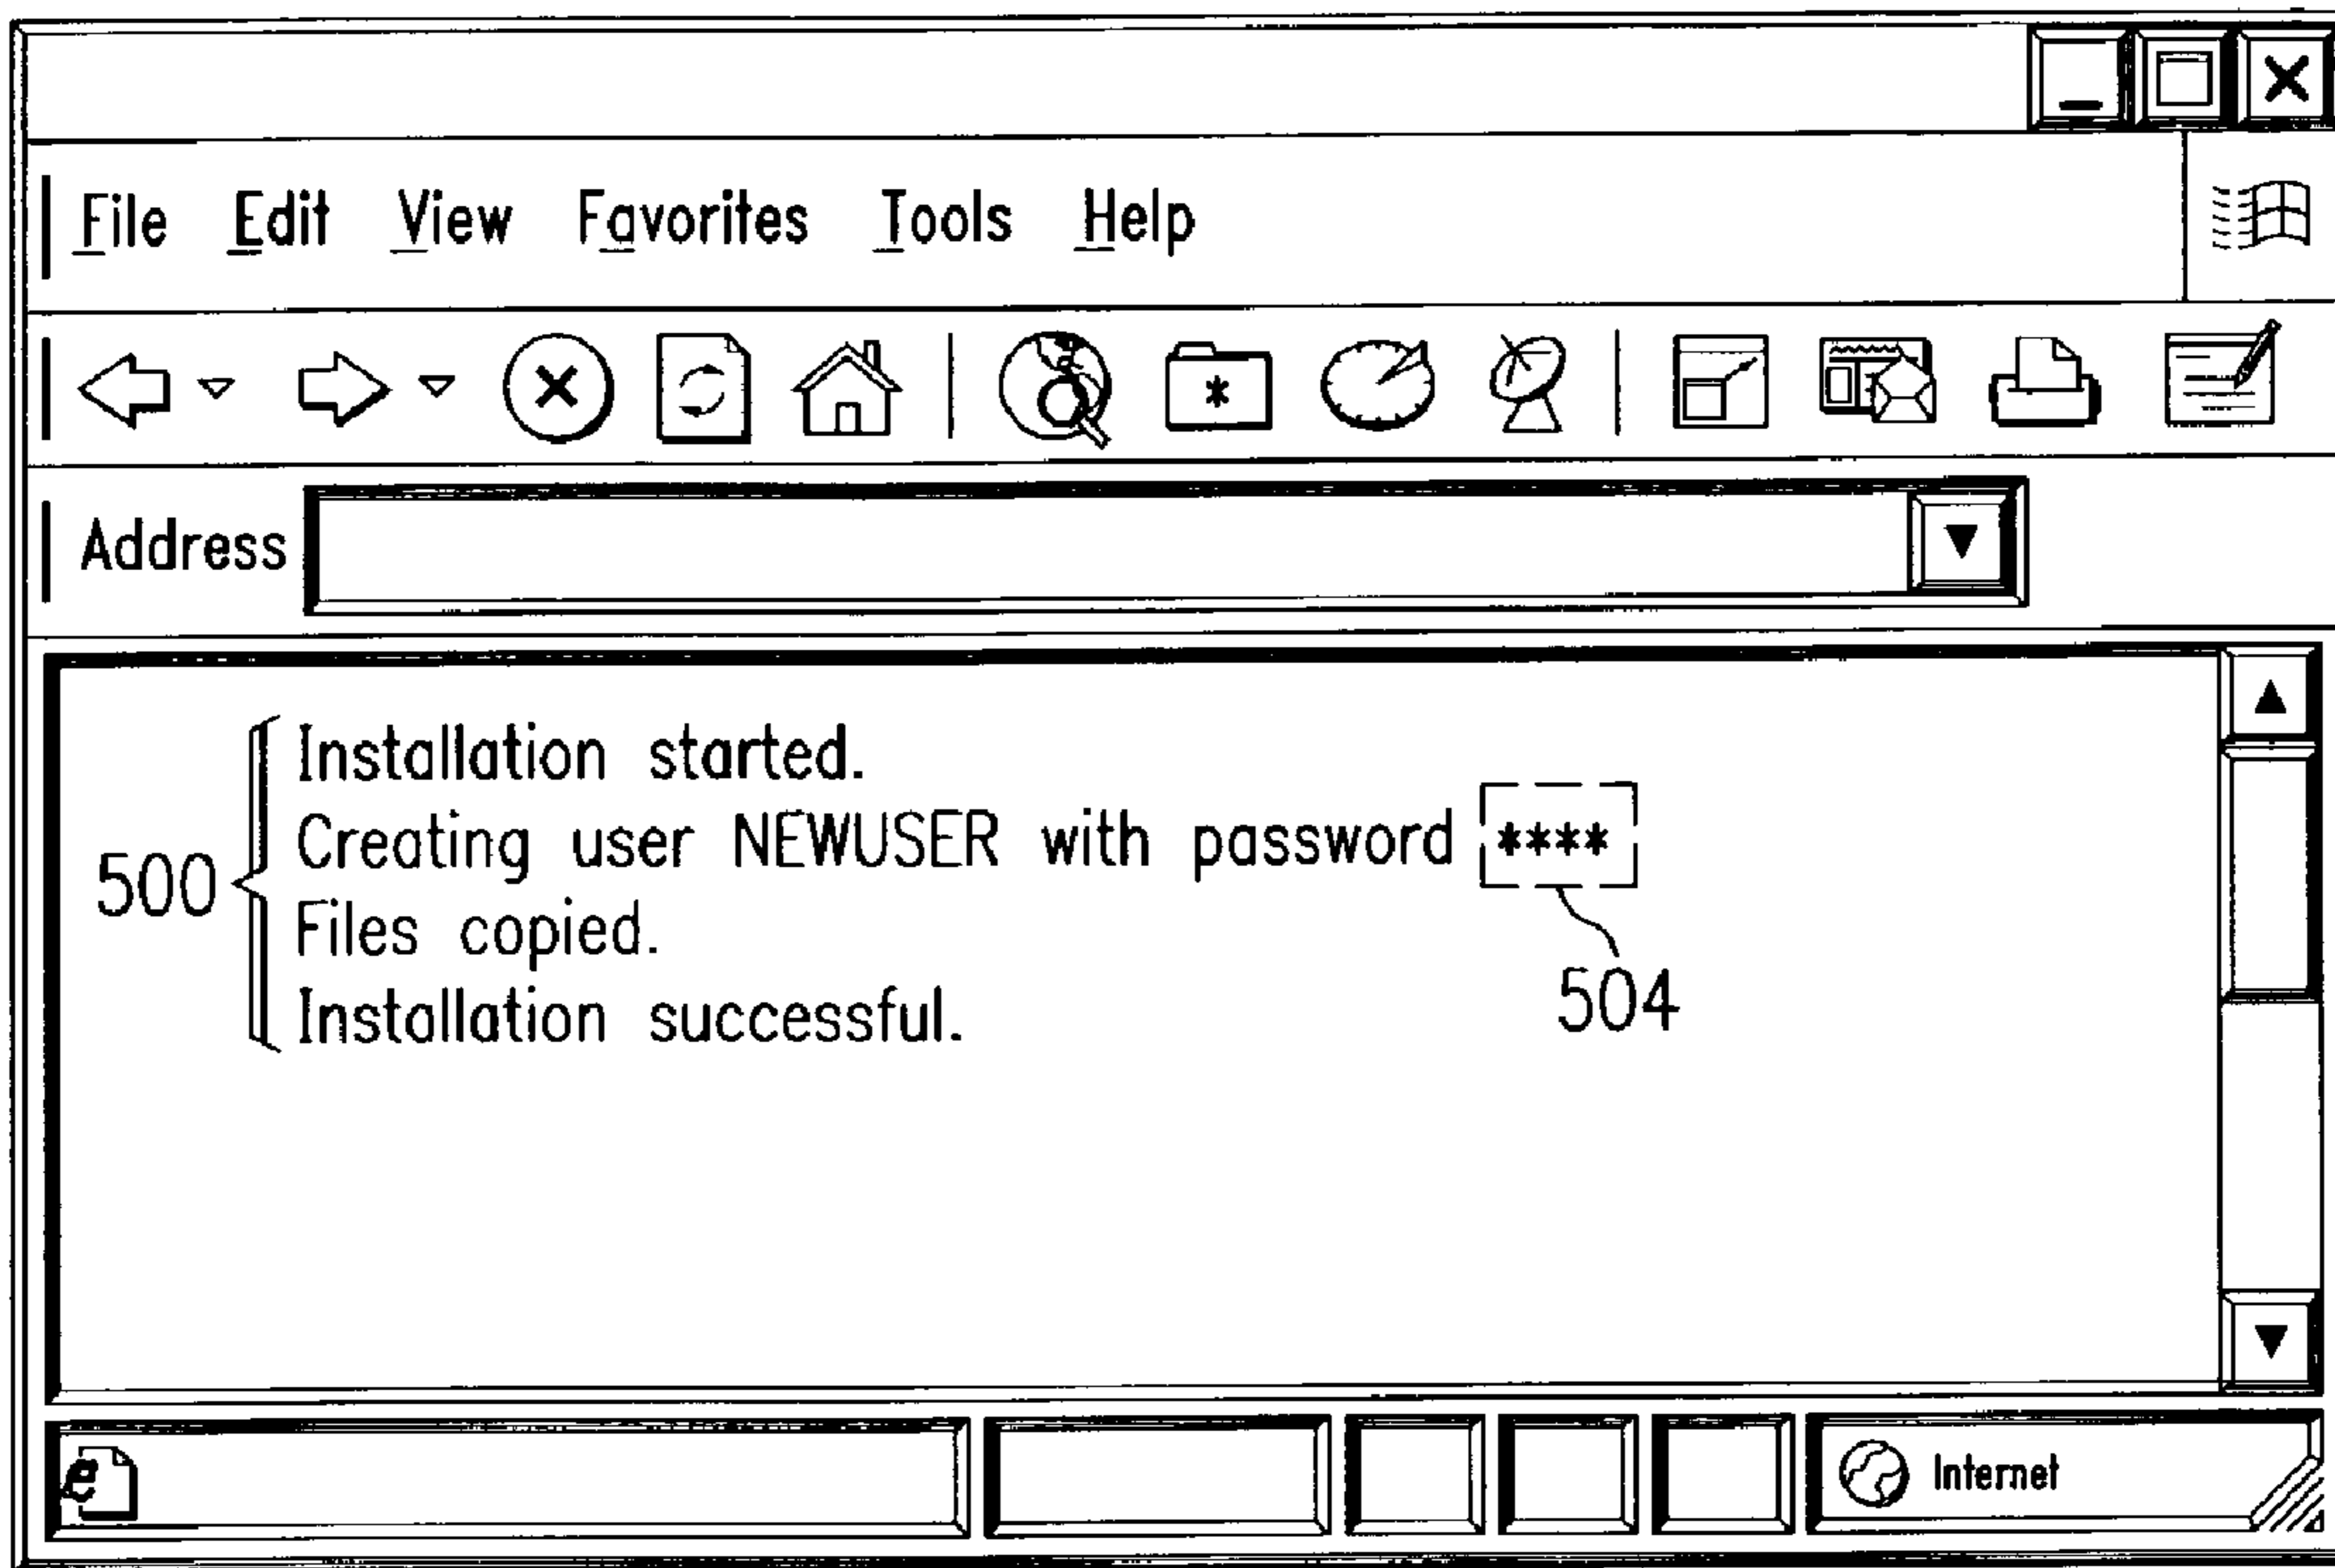 File Edit View Favorites Tools Help
Address
Installation started.
Creating user NEWUSER with password ****
500
Files copied.
504
Installation successful.
e
Internet